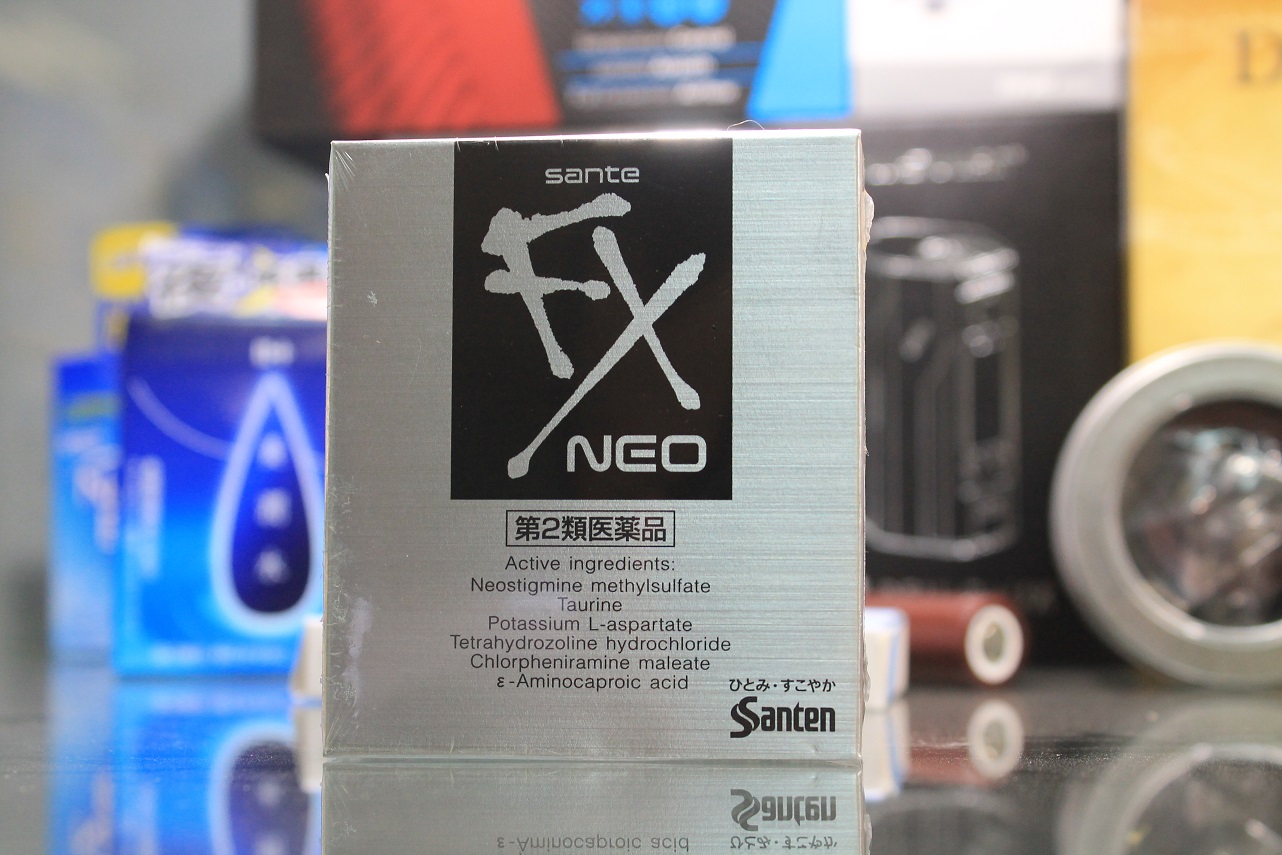 sante
FX
NEO
第2類医薬品
Active ingredients:
Neostigmine methylsulfate
Taurine
Potassium L-aspartate
Tetrahydrozoline hydrochloride
Chlorpheniramine maleate
ε-Aminocaproic acid
ひとみ・すこやか
Santen